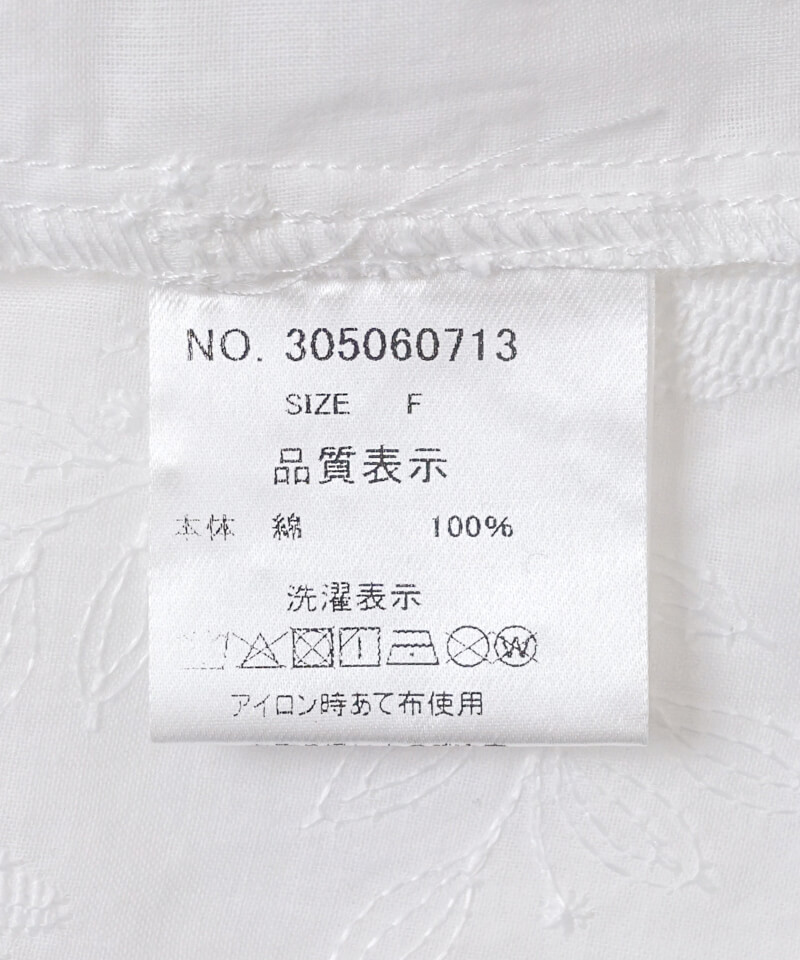 NO. 305060713
SIZE F
品質表示
本体 綿 100%
洗濯表示
アイロン時あて布使用